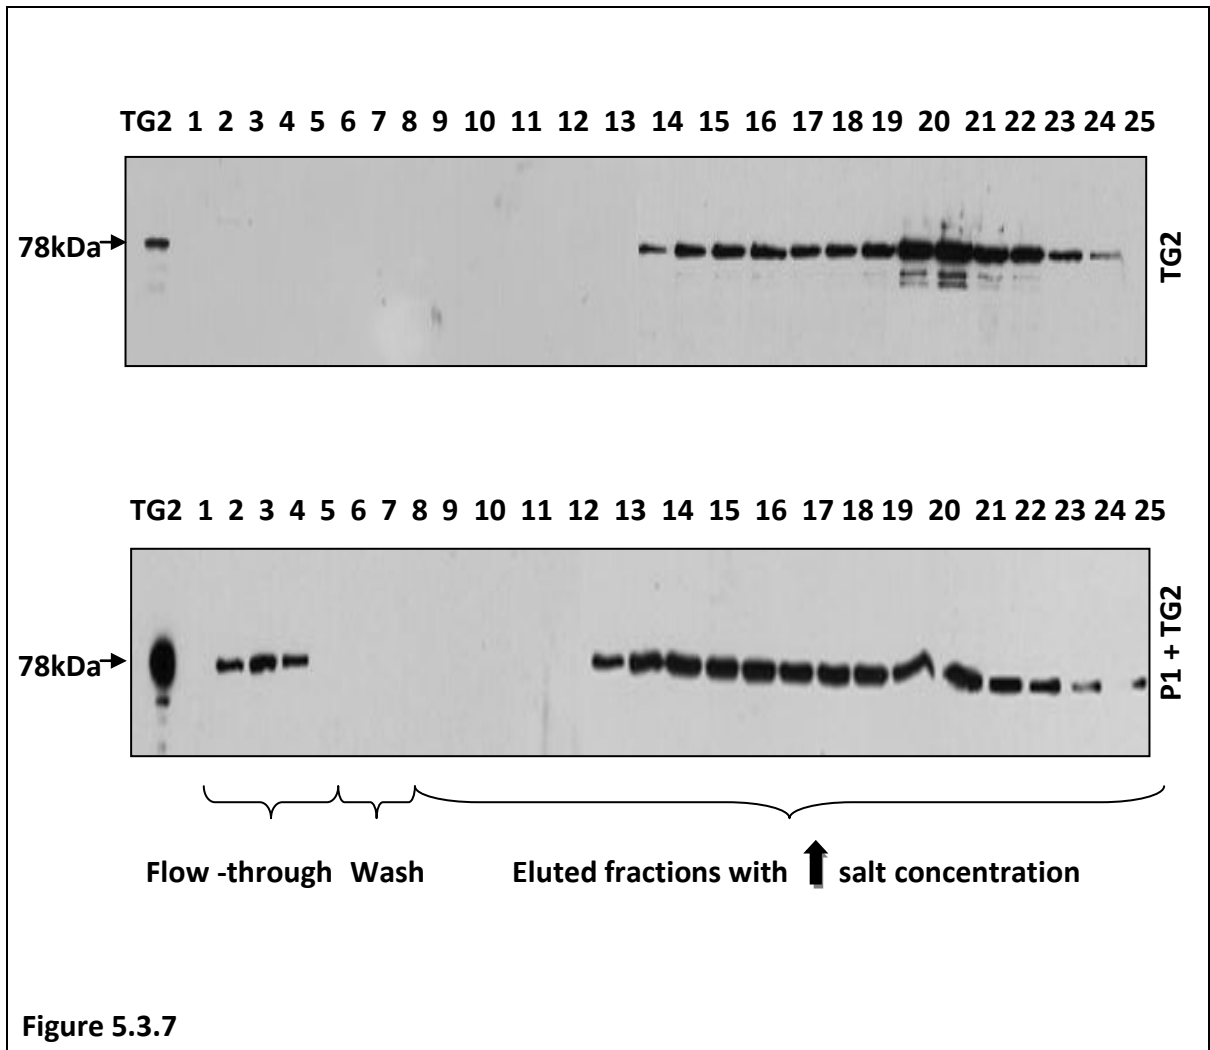 TG2 1 2 3 4 5 6 7 8 9 10 11 12 13 14 15 16 17 18 19 20 21 22 23 24 25
78kDa
TG2
TG2 1 2 3 4 5 6 7 8 9 10 11 12 13 14 15 16 17 18 19 20 21 22 23 24 25
78kDa
P1 + TG2
Flow -through Wash Eluted fractions with salt concentration
Figure 5.3.7